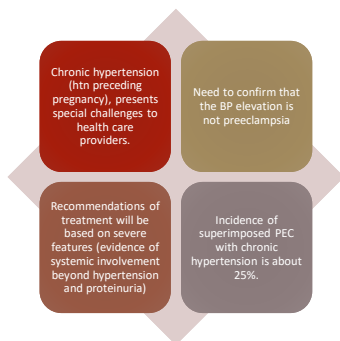 Chronic hypertension
(htn preceding
pregnancy), presents
special challenges to
health care
providers.
Need to confirm that
the BP elevation is
not preeclampsia
Recommendations of
treatment will be
based on severe
features (evidence of
systemic involvement
beyond hypertension
and proteinuria)
Incidence of
superimposed PEC
with chronic
hypertension is about
25%.